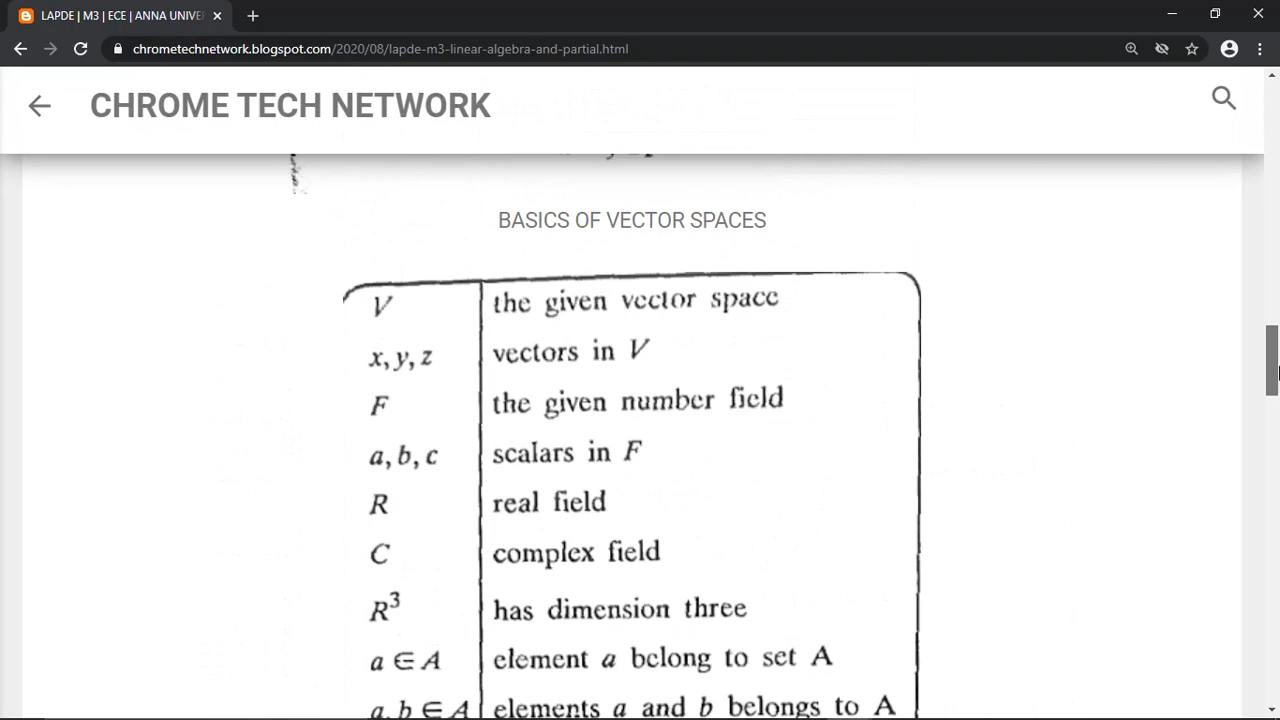 LAPDE | M3 | ECE | ANNA UNIVE
chrometechnetwork.blogspot.com/2020/08/lapde-m3-linear-algebra-and-partial.html
CHROME TECH NETWORK
BASICS OF VECTOR SPACES
V the given vector space
x, y, z vectors in V
F the given number field
a, b, c scalars in F
R real field
C complex field
R³ has dimension three
a ∈ A element a belong to set A
a, b ∈ A elements a and b belongs to A